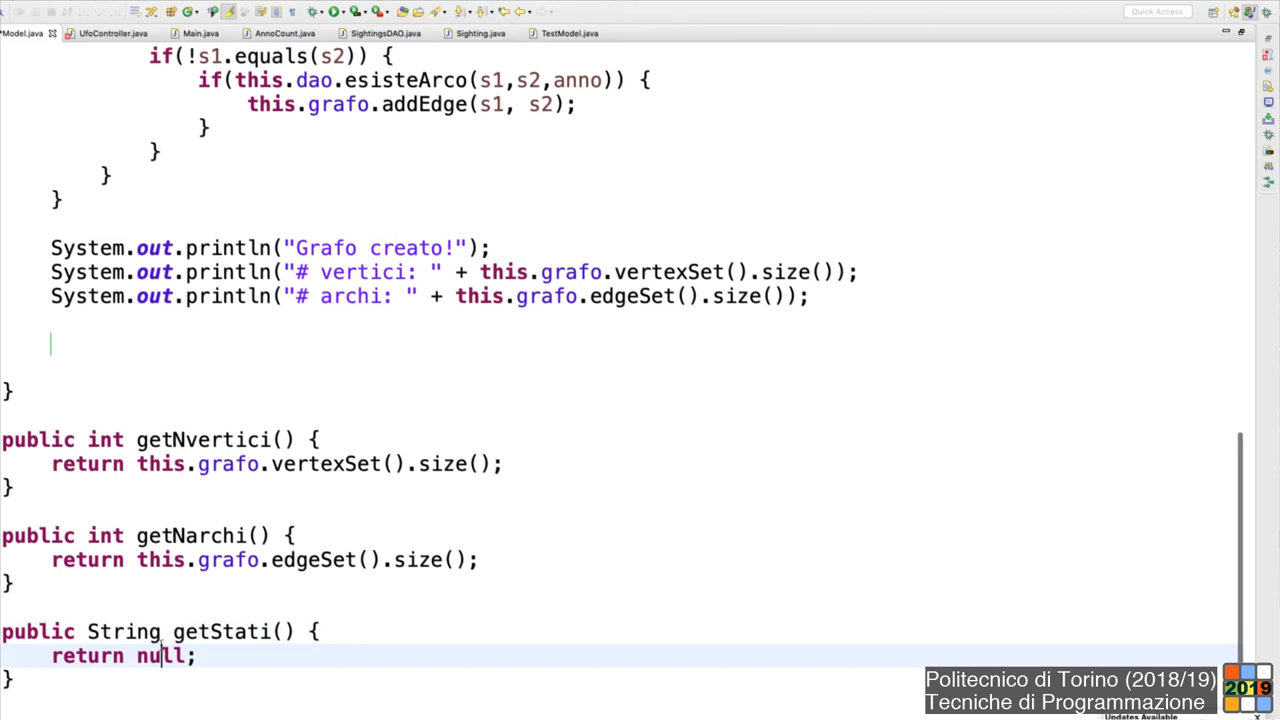 Quick Access
*Model.java
UfoController.java
Main.java
AnnoCount.java
SightingsDAO.java
Sighting.java
TestModel.java
if(!s1.equals(s2)) {
if(this.dao.esisteArco(s1,s2,anno)) {
this.grafo.addEdge(s1, s2);
}
}
}
}
System.out.println("Grafo creato!");
System.out.println("# vertici: " + this.grafo.vertexSet().size());
System.out.println("# archi: " + this.grafo.edgeSet().size());
}
public int getNvertici() {
return this.grafo.vertexSet().size();
}
public int getNarchi() {
return this.grafo.edgeSet().size();
}
public String getStati() {
return null;
}
Politecnico di Torino (2018/19)
Tecniche di Programmazione
2019
Updates Available